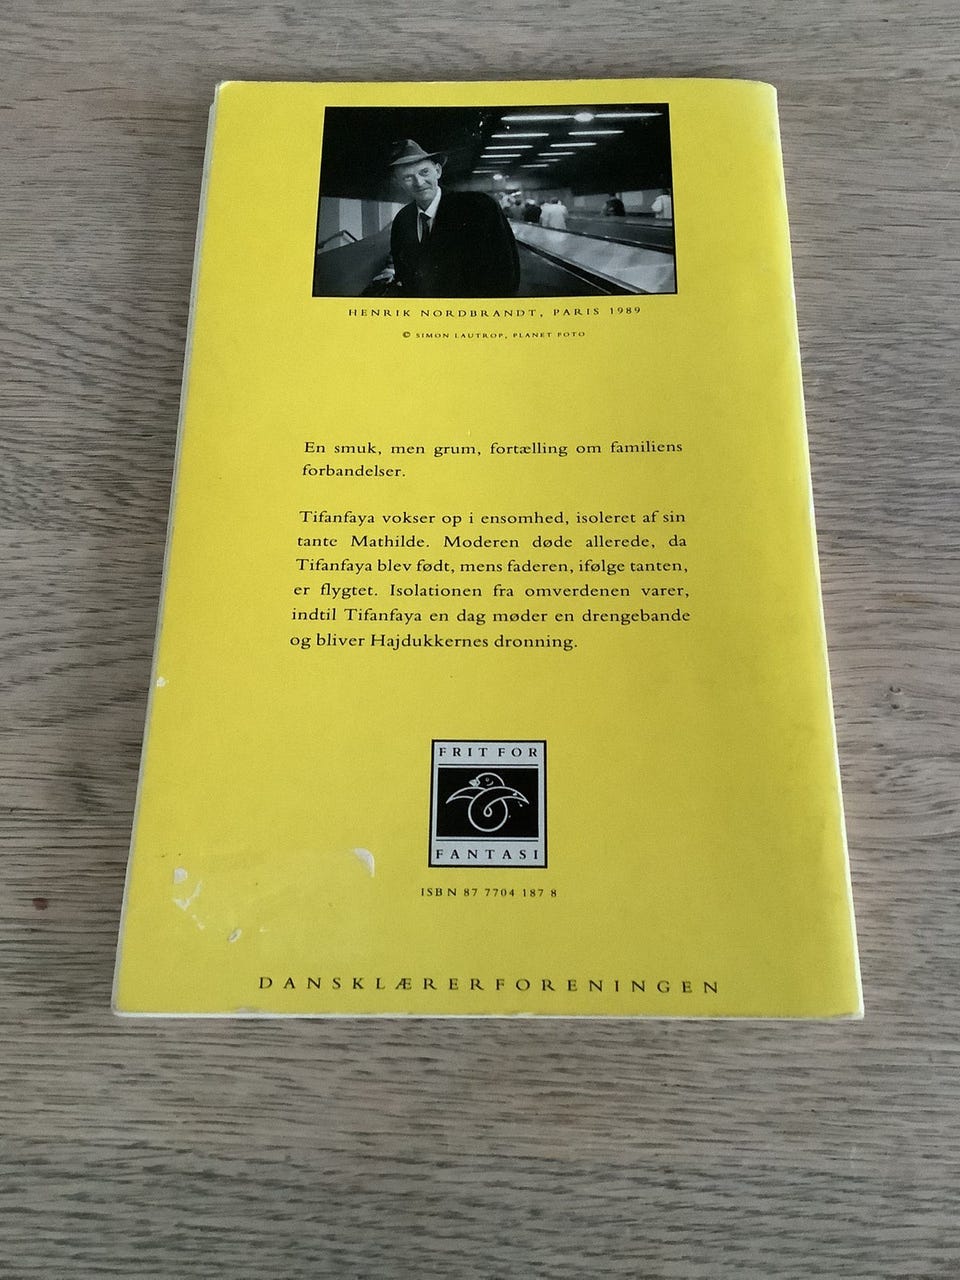 HENRIK NORDBRANDT, PARIS 1989
© SIMON LAUTROP, PLANET FOTO
En smuk, men grum, fortælling om familiens
forbandelser.
Tifanfaya vokser op i ensomhed, isoleret af sin
tante Mathilde. Moderen døde allerede, da
Tifanfaya blev født, mens faderen, ifølge tanten,
er flygtet. Isolationen fra omverdenen varer,
indtil Tifanfaya en dag møder en drengebande
og bliver Hajdukkernes dronning.
FRIT FOR
FANTASI
ISBN 87 7704 187 8
DANSKLÆRERFORENINGEN